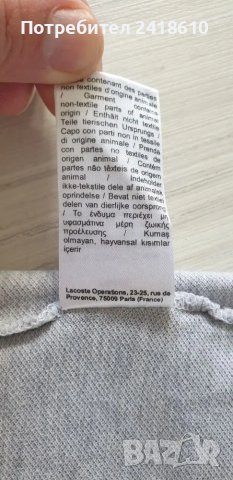 Потребител 2418610
contenant des parties
non textiles d'origine animale
/ Garment contains
non-textile parts of animal
origin / Enthält nicht textile
Teile tierischen Ursprungs /
Capo con parti non in tessile
di origine animale / Prenda
con partes no textiles de
origen animal / Contém
partes não têxteis de origem
animal / Indeholder
ikke-tekstile dele af animalsk
oprindelse / Bevat niet textiel
delen van dierlijke oorsprong
/ Το ένδυμα περιέχει μη
υφασμάτινα μέρη ζωικής
προέλευσης / Kumaş
olmayan, hayvansal kısımlar
içerir
Lacoste Operations, 23-25, rue de
Provence, 75009 Paris (France)
BAZAR